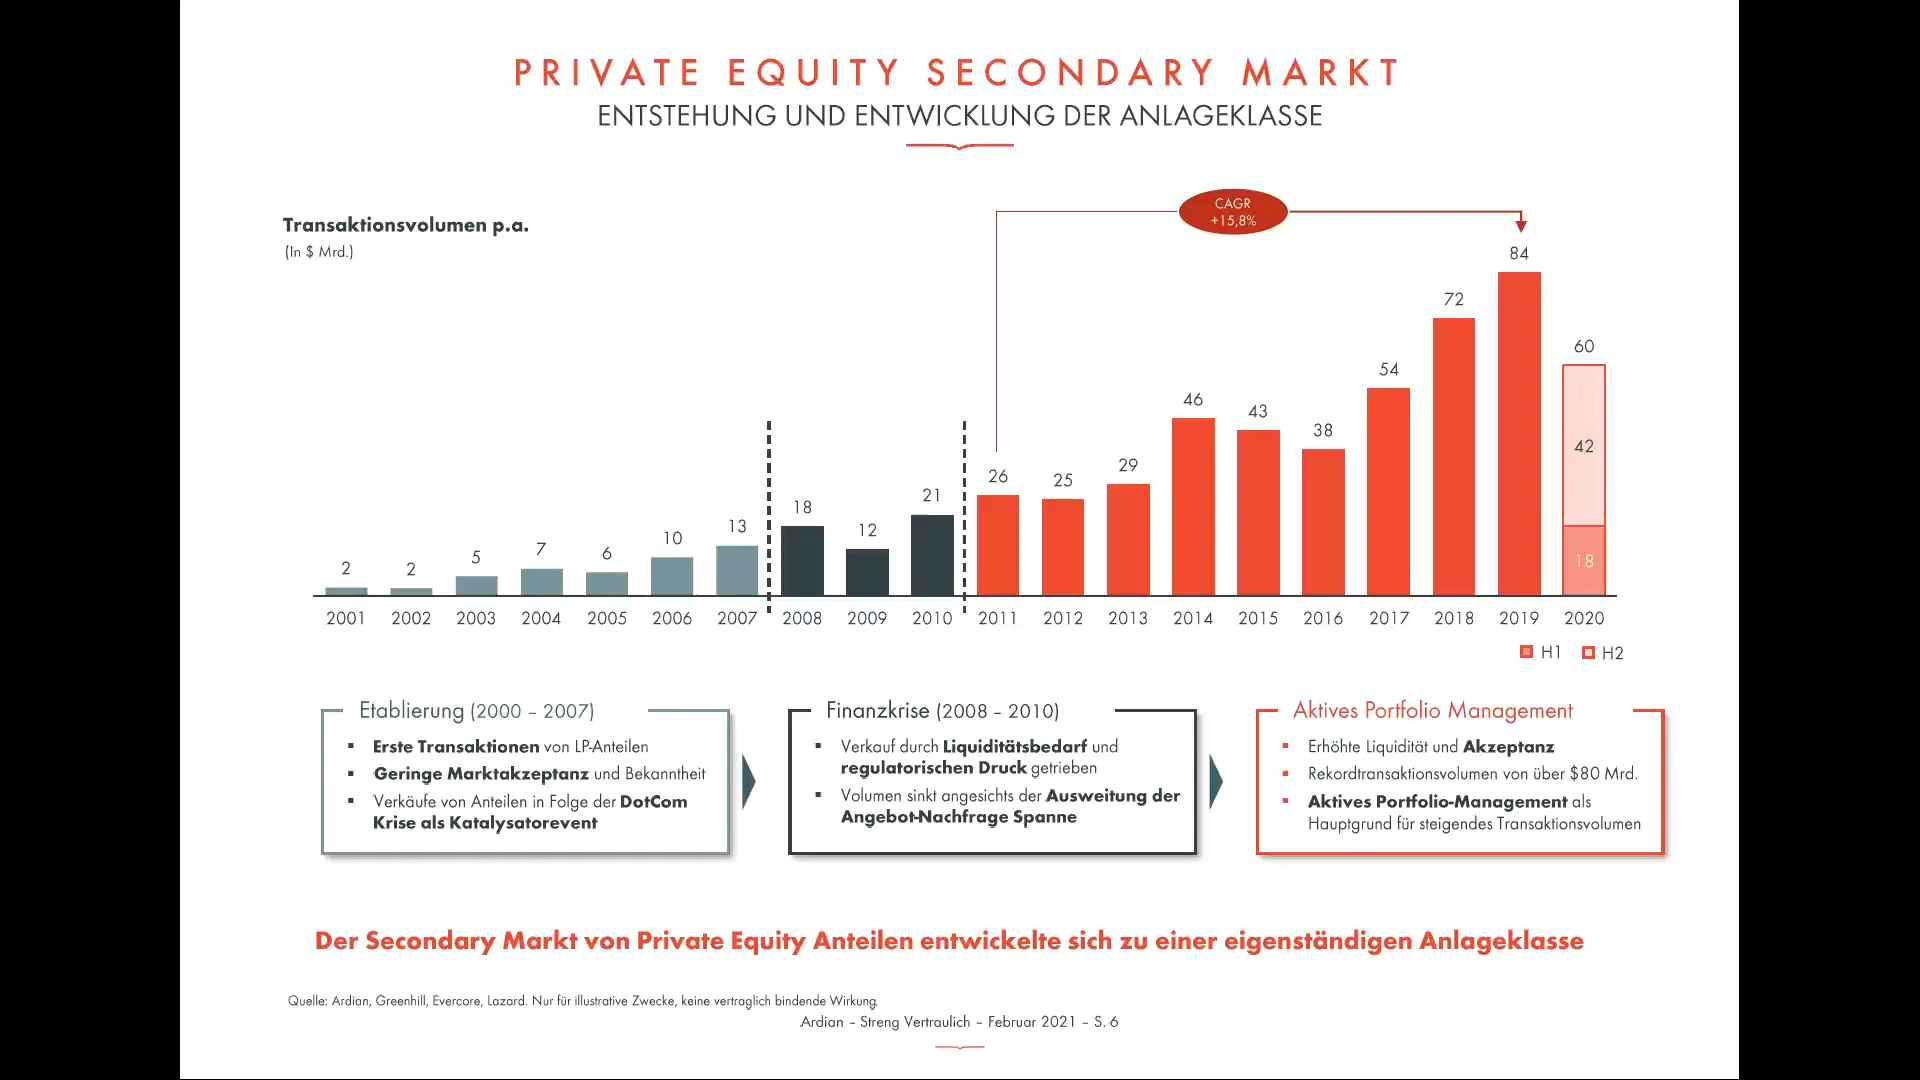 PRIVATE EQUITY SECONDARY MARKT
ENTSTEHUNG UND ENTWICKLUNG DER ANLAGEKLASSE
Transaktionsvolumen p.a.
(In $ Mrd.)
CAGR
+15,8%
2
2
5
7
6
10
13
18
12
21
26
25
29
46
43
38
54
72
84
60
42
18
2001 2002 2003 2004 2005 2006 2007 2008 2009 2010 2011 2012 2013 2014 2015 2016 2017 2018 2019 2020
H1 H2
Etablierung (2000 – 2007)
▪ Erste Transaktionen von LP-Anteilen
▪ Geringe Marktakzeptanz und Bekanntheit
▪ Verkäufe von Anteilen in Folge der DotCom
Krise als Katalysatorevent
Finanzkrise (2008 – 2010)
▪ Verkauf durch Liquiditätsbedarf und
regulatorischen Druck getrieben
▪ Volumen sinkt angesichts der Ausweitung der
Angebot-Nachfrage Spanne
Aktives Portfolio Management
▪ Erhöhte Liquidität und Akzeptanz
▪ Rekordtransaktionsvolumen von über $80 Mrd.
▪ Aktives Portfolio-Management als
Hauptgrund für steigendes Transaktionsvolumen
Der Secondary Markt von Private Equity Anteilen entwickelte sich zu einer eigenständigen Anlageklasse
Quelle: Ardian, Greenhill, Evercore, Lazard. Nur für illustrative Zwecke, keine vertraglich bindende Wirkung.
Ardian – Streng Vertraulich – Februar 2021 – S. 6